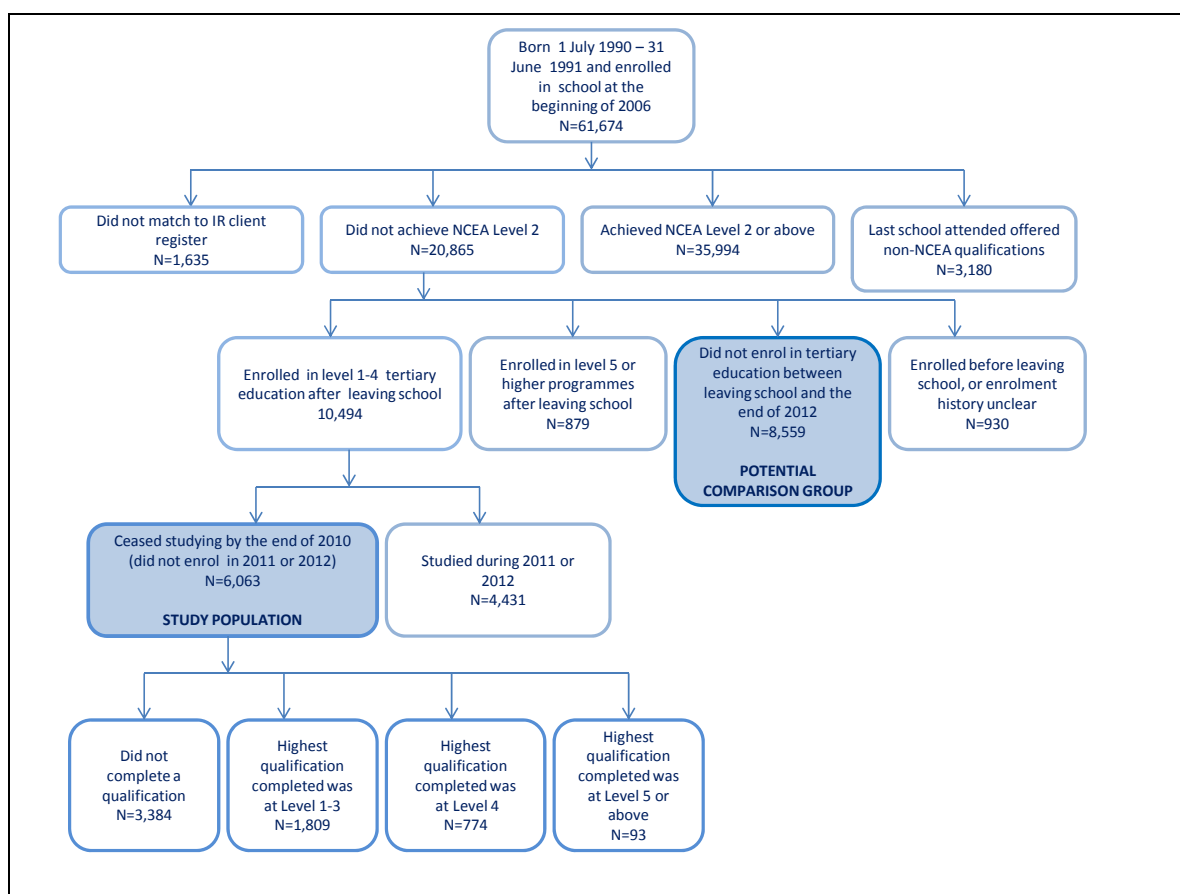 Born 1 July 1990 – 31
June 1991 and enrolled
in school at the
beginning of 2006
N=61,674
Did not match to IR client
register
N=1,635
Did not achieve NCEA Level 2
N=20,865
Achieved NCEA Level 2 or above
N=35,994
Last school attended offered
non-NCEA qualifications
N=3,180
Enrolled in level 1-4 tertiary
education after leaving school
10,494
Enrolled in level 5 or
higher programmes
after leaving school
N=879
Did not enrol in tertiary
education between
leaving school and the
end of 2012
N=8,559
POTENTIAL
COMPARISON GROUP
Enrolled before leaving
school, or enrolment
history unclear
N=930
Ceased studying by the end of 2010
(did not enrol in 2011 or 2012)
N=6,063
STUDY POPULATION
Studied during 2011 or
2012
N=4,431
Did not
complete a
qualification
N=3,384
Highest
qualification
completed was
at Level 1-3
N=1,809
Highest
qualification
completed was
at Level 4
N=774
Highest
qualification
completed was
at Level 5 or
above
N=93